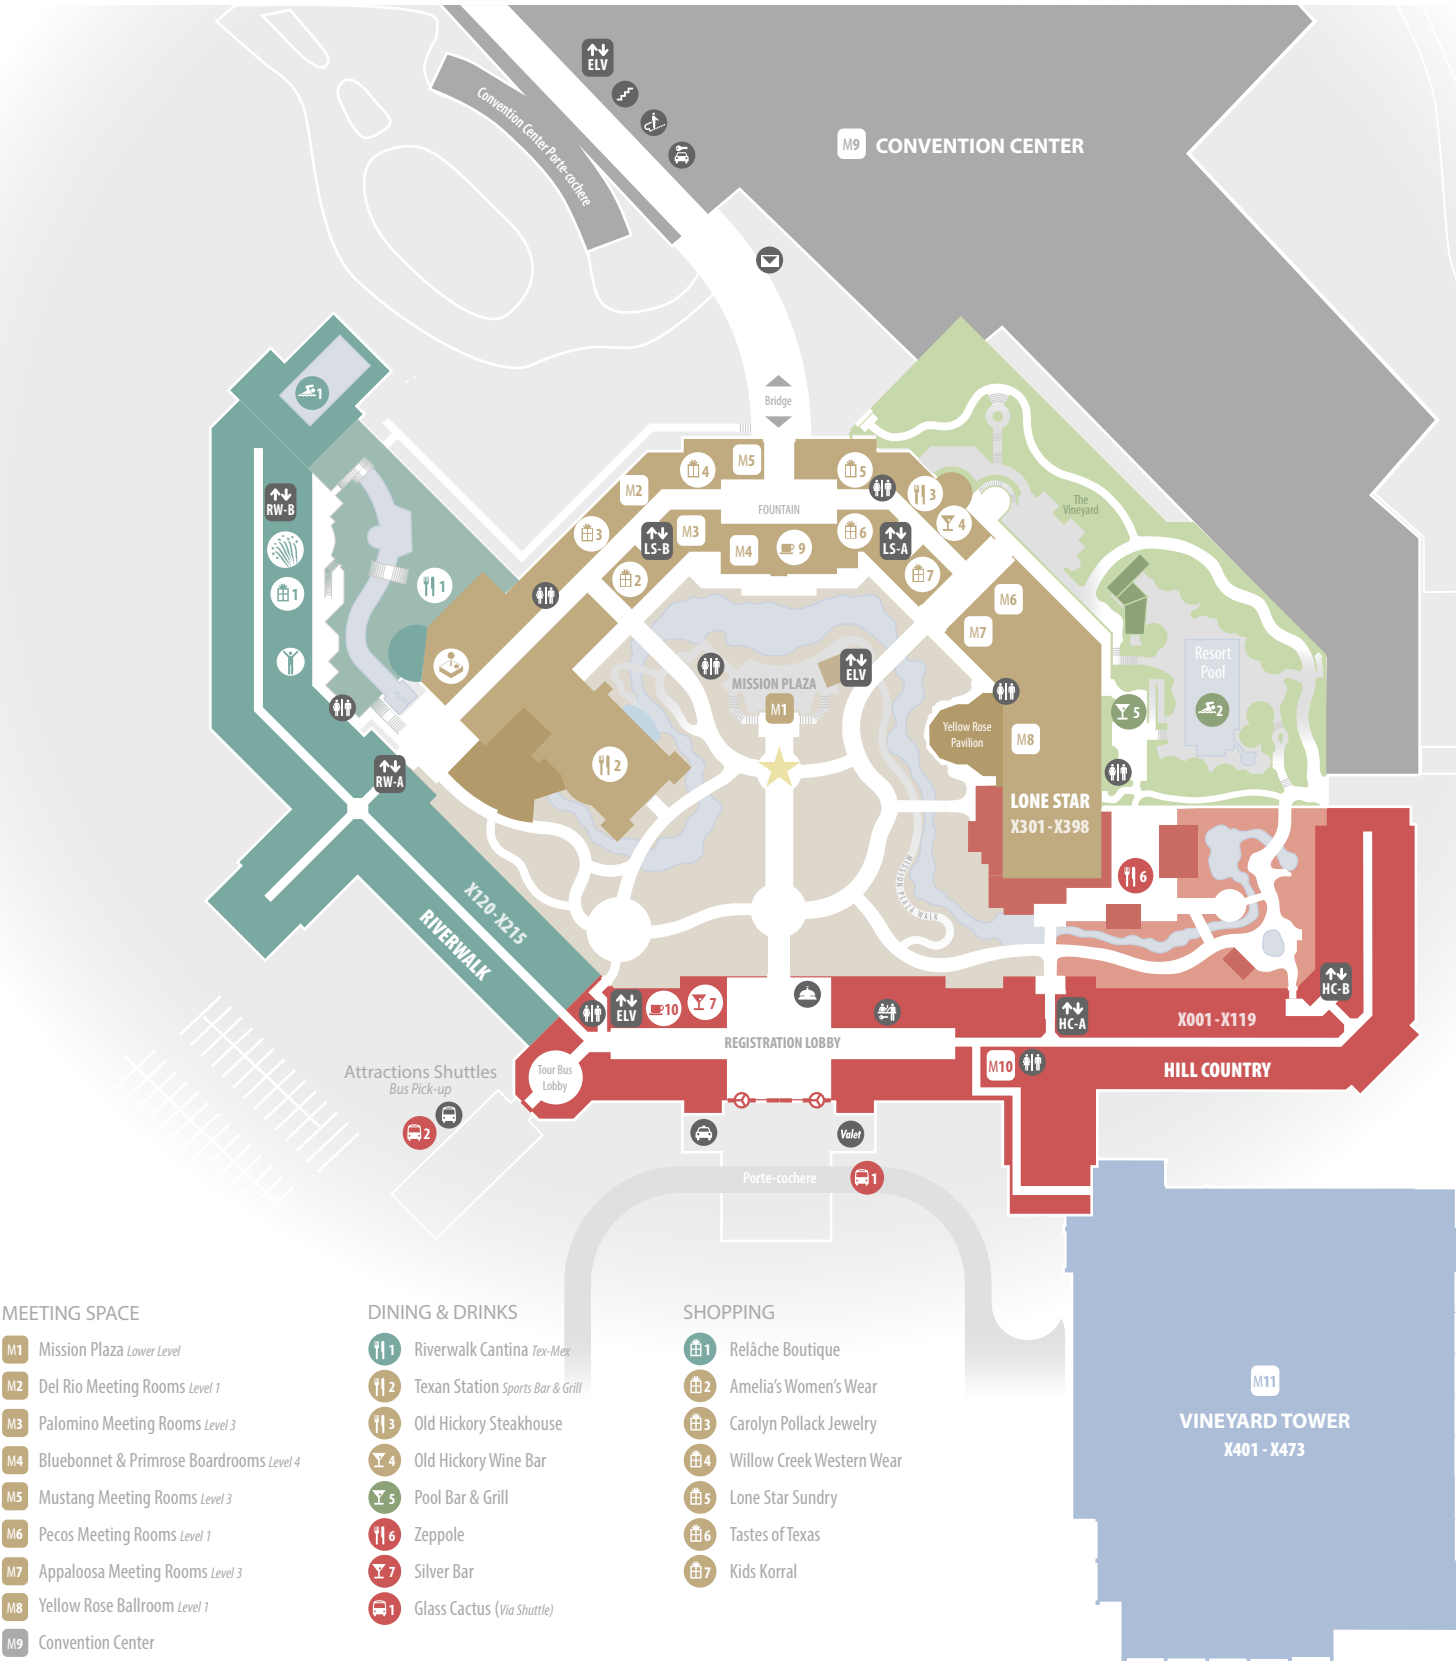 ELV
Convention Center Porte-cochere
M9 CONVENTION CENTER
Bridge
1
4
M5
5
M2
3
RW-B
FOUNTAIN
The
Vineyard
3
LS-B
M3
M4
9
6
LS-A
4
1
1
2
7
M6
M7
Resort
Pool
ELV
MISSION PLAZA
M1
5
2
Yellow Rose
Pavilion
M8
2
RW-A
LONE STAR
X301-X398
6
MISSION PLAZA WALK
X120-X215
RIVERWALK
HC-B
ELV
10
7
HC-A
X001-X119
REGISTRATION LOBBY
Tour Bus
Lobby
M10
HILL COUNTRY
Attractions Shuttles
Bus Pick-up
2
Valet
Porte-cochere
1
M11
VINEYARD TOWER
X401 - X473
MEETING SPACE
M1 Mission Plaza Lower Level
M2 Del Rio Meeting Rooms Level 1
M3 Palomino Meeting Rooms Level 3
M4 Bluebonnet & Primrose Boardrooms Level 4
M5 Mustang Meeting Rooms Level 3
M6 Pecos Meeting Rooms Level 1
M7 Appaloosa Meeting Rooms Level 3
M8 Yellow Rose Ballroom Level 1
M9 Convention Center
DINING & DRINKS
1 Riverwalk Cantina Tex-Mex
2 Texan Station Sports Bar & Grill
3 Old Hickory Steakhouse
4 Old Hickory Wine Bar
5 Pool Bar & Grill
6 Zeppole
7 Silver Bar
1 Glass Cactus (Via Shuttle)
SHOPPING
1 Relâche Boutique
2 Amelia's Women's Wear
3 Carolyn Pollack Jewelry
4 Willow Creek Western Wear
5 Lone Star Sundry
6 Tastes of Texas
7 Kids Korral